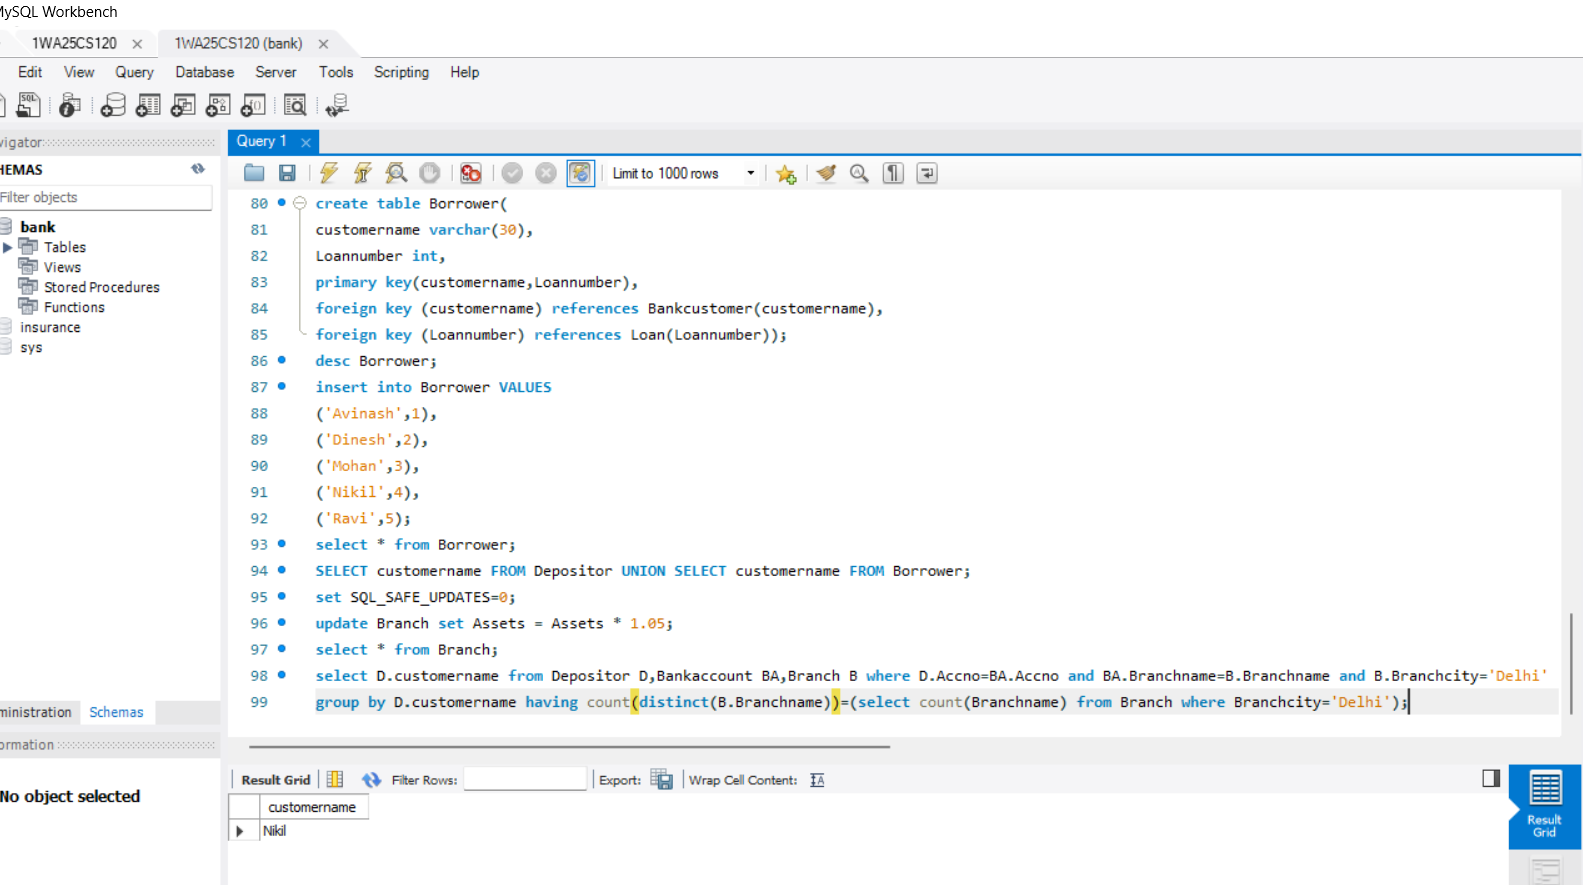 MySQL Workbench
1WA25CS120
1WA25CS120 (bank)
Edit View Query Database Server Tools Scripting Help
SQL
vigator
Query 1
HEMAS
Limit to 1000 rows
Filter objects
bank
Tables
Views
Stored Procedures
Functions
insurance
sys
80 create table Borrower(
81 customername varchar(30),
82 Loannumber int,
83 primary key(customername,Loannumber),
84 foreign key (customername) references Bankcustomer(customername),
85 foreign key (Loannumber) references Loan(Loannumber));
86 desc Borrower;
87 insert into Borrower VALUES
88 ('Avinash',1),
89 ('Dinesh',2),
90 ('Mohan',3),
91 ('Nikil',4),
92 ('Ravi',5);
93 select * from Borrower;
94 SELECT customername FROM Depositor UNION SELECT customername FROM Borrower;
95 set SQL_SAFE_UPDATES=0;
96 update Branch set Assets = Assets * 1.05;
97 select * from Branch;
98 select D.customername from Depositor D,Bankaccount BA,Branch B where D.Accno=BA.Accno and BA.Branchname=B.Branchname and B.Branchcity='Delhi'
99 group by D.customername having count(distinct(B.Branchname))=(select count(Branchname) from Branch where Branchcity='Delhi');
ministration Schemas
ormation
No object selected
Result Grid Filter Rows: Export: Wrap Cell Content: IA
customername
Nikil
Result
Grid